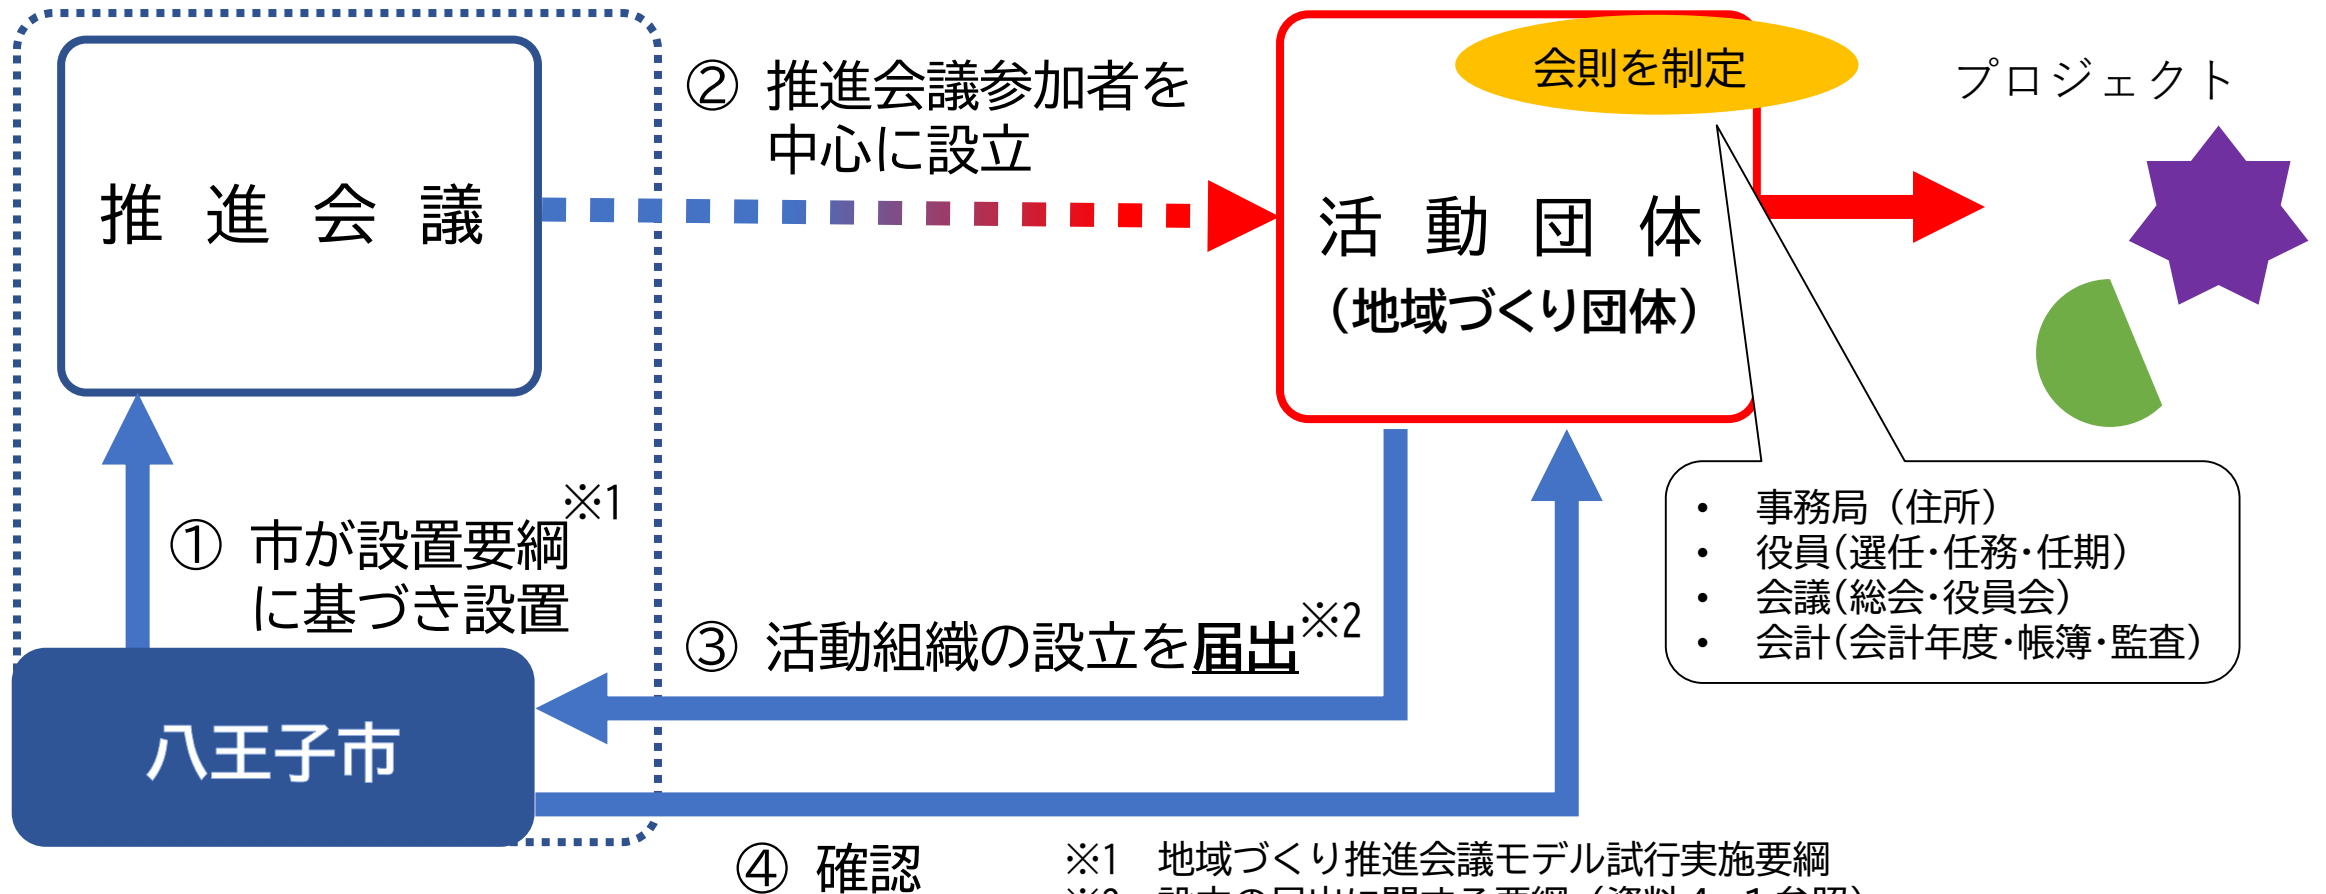 推進会議
② 推進会議参加者を
中心に設立
会則を制定
活動団体
（地域づくり団体）
プロジェクト
① 市が設置要綱※1
に基づき設置
③ 活動組織の設立を届出※2
• 事務局（住所）
• 役員（選任・任務・任期）
• 会議（総会・役員会）
• 会計（会計年度・帳簿・監査）
八王子市
④ 確認
※1 地域づくり推進会議モデル試行実施要綱